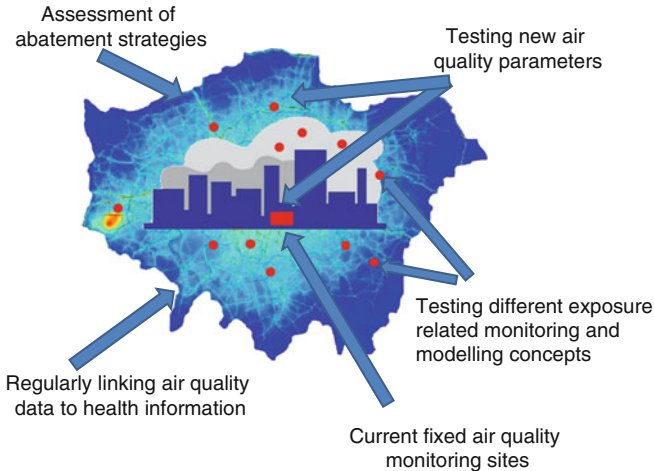 Assessment of
abatement strategies
Testing new air
quality parameters
Testing different exposure
related monitoring and
modelling concepts
Regularly linking air quality
data to health information
Current fixed air quality
monitoring sites